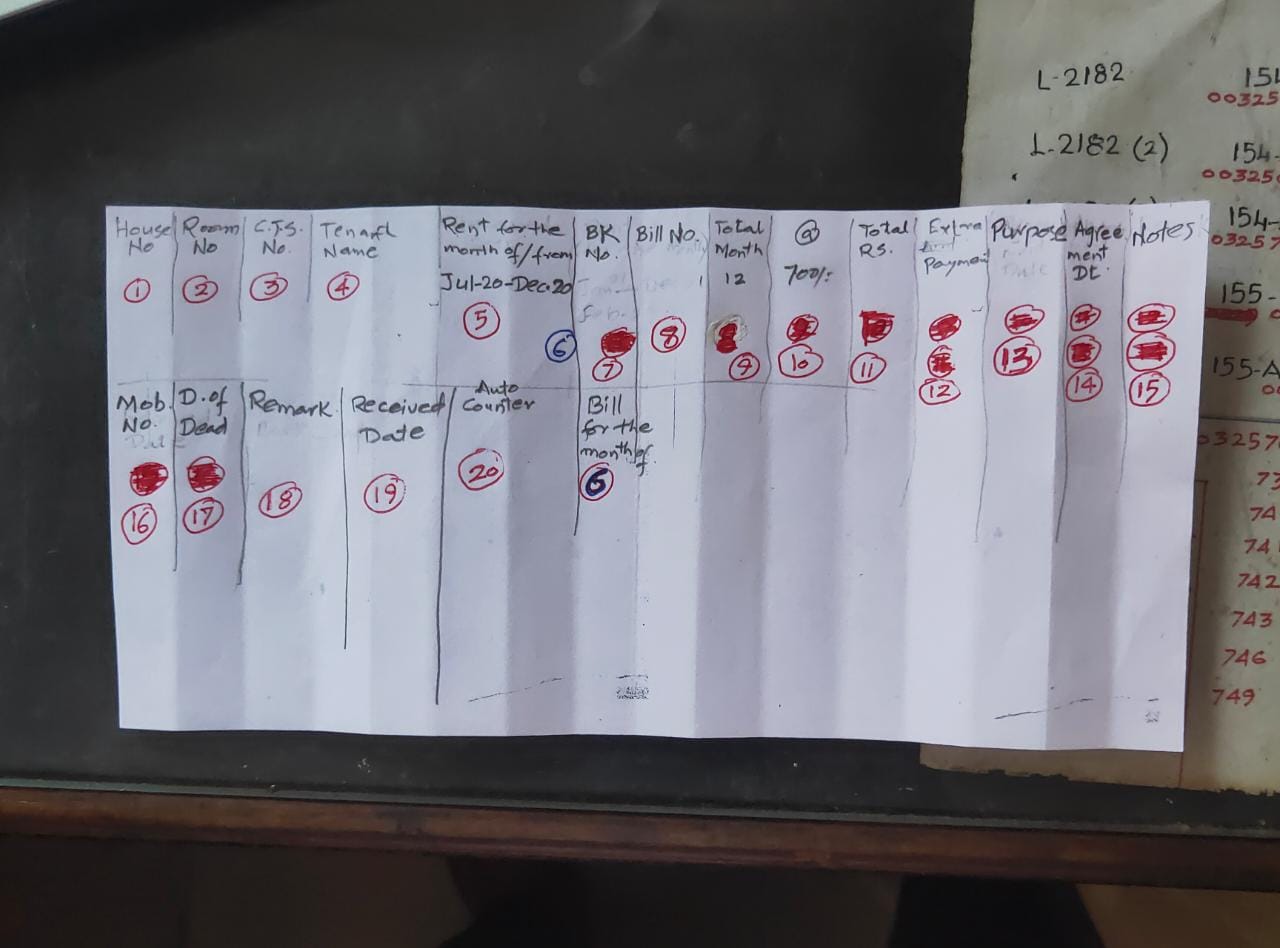 L-2182
00325
L-2182 (2)
154-
00325
154-
03257
155-
155-A
03257
73
74
74
742
743
746
749
House No
Room No
C.T.S. No.
Tenant Name
Rent for the month of/from
Jul-20-Dec-20
BK No.
Bill No.
Total Month
12
@
700/-
Total RS.
Extra Payment
Purpose
Agreement Dt.
Notes
1
2
3
4
5
6
7
8
9
10
11
12
13
14
15
Mob. No.
D. of Dead
Remark
Received Date
Auto Counter
Bill for the month of
16
17
18
19
20
6